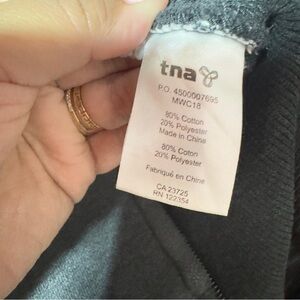 tna
P.O. 4500007695
MWC18
80% Cotton
20% Polyester
Made in China
80% Coton
20% Polyester
Fabriqué en Chine
CA 23725
RN 122354